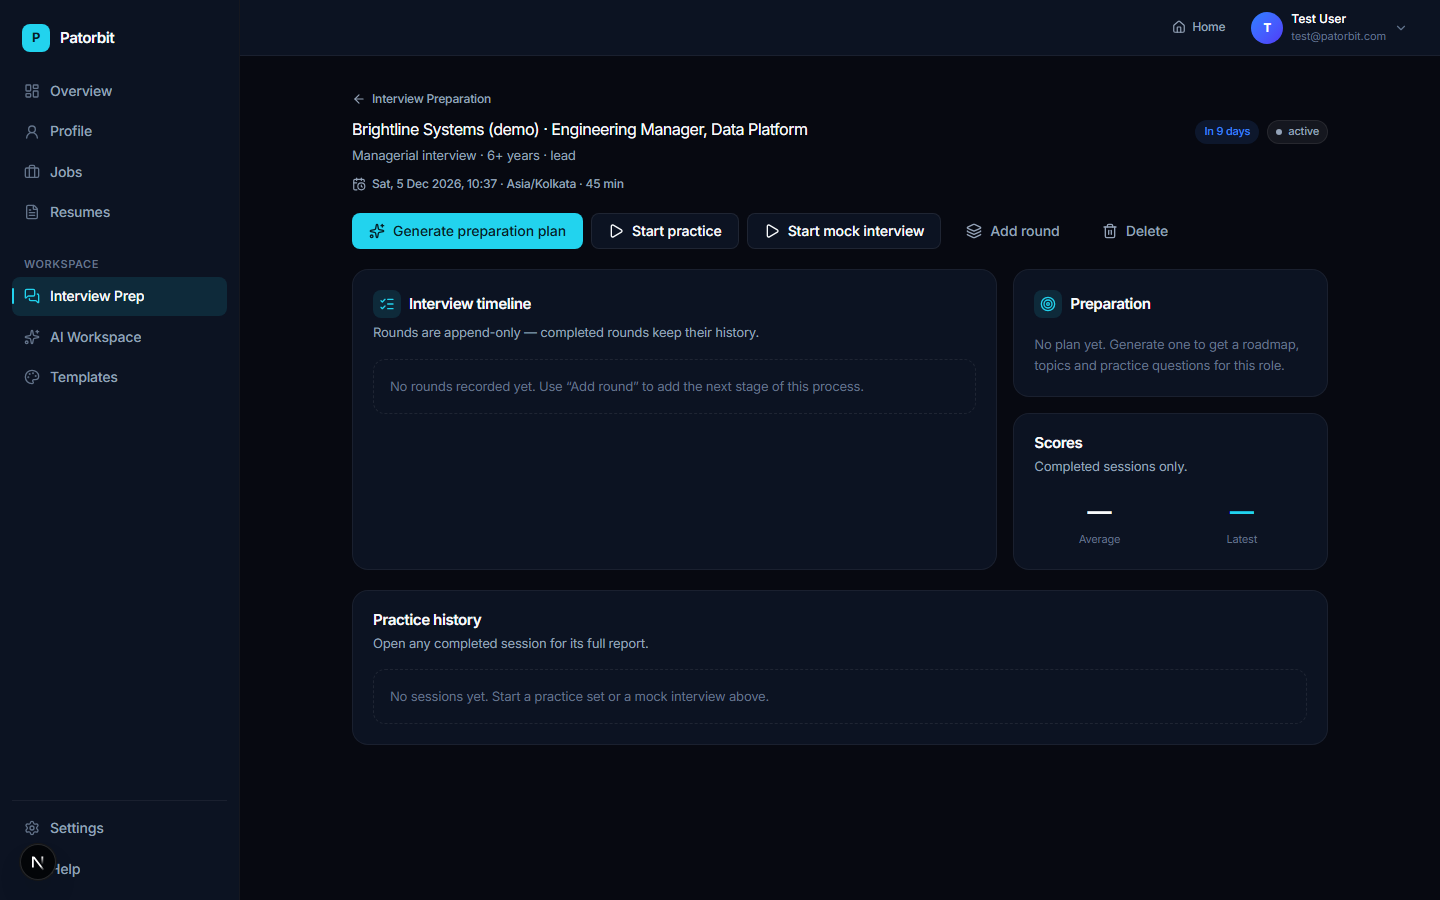 P Patorbit
Overview
Profile
Jobs
Resumes
WORKSPACE
Interview Prep
AI Workspace
Templates
Settings
N Help
Home
T
Test User
test@patorbit.com
Interview Preparation
Brightline Systems (demo) · Engineering Manager, Data Platform
In 9 days
active
Managerial interview · 6+ years · lead
Sat, 5 Dec 2026, 10:37 · Asia/Kolkata · 45 min
Generate preparation plan
Start practice
Start mock interview
Add round
Delete
Interview timeline
Rounds are append-only — completed rounds keep their history.
No rounds recorded yet. Use “Add round” to add the next stage of this process.
Preparation
No plan yet. Generate one to get a roadmap,
topics and practice questions for this role.
Scores
Completed sessions only.
— —
Average Latest
Practice history
Open any completed session for its full report.
No sessions yet. Start a practice set or a mock interview above.